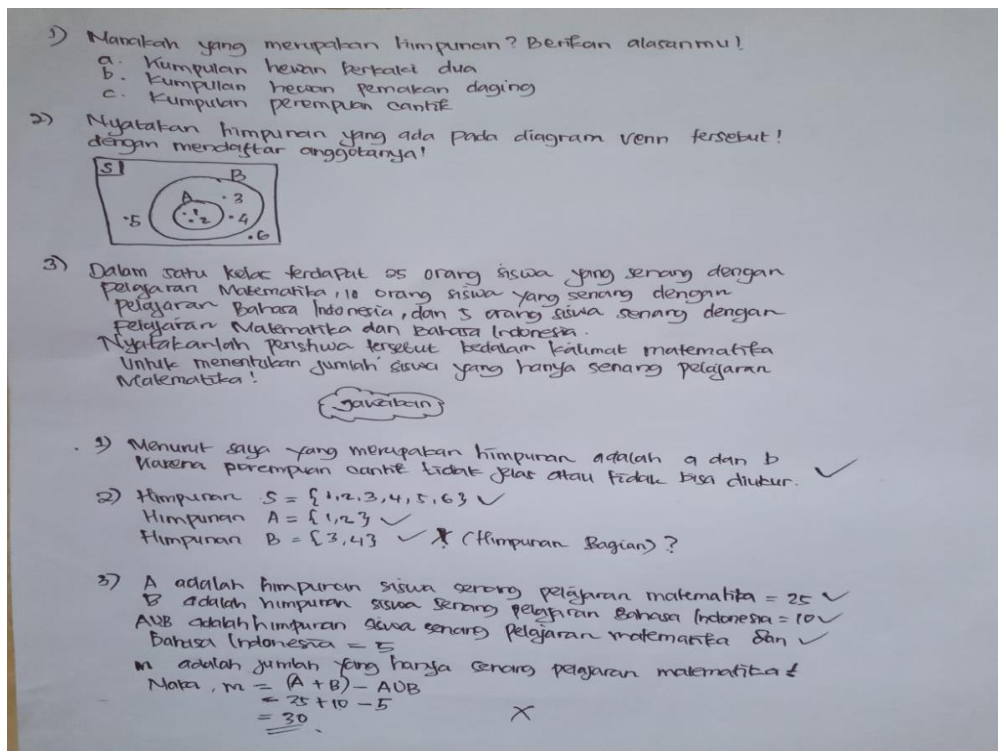 1) Manakah yang merupakan himpunan? Berikan alasanmu!
a. Kumpulan hewan berkaki dua
b. Kumpulan hewan pemakan daging
c. Kumpulan perempuan cantik
2) Nyatakan himpunan yang ada pada diagram venn tersebut!
dengan mendaftar anggotanya!
S
B
A
.3
.1
.5
.2
.4
.6
3) Dalam satu kelas terdapat 25 orang siswa yang senang dengan
pelajaran Matematika, 10 orang siswa yang senang dengan
pelajaran Bahasa Indonesia, dan 5 orang siswa senang dengan
Pelajaran Matematika dan Bahasa Indonesia.
Nyatakanlah peristiwa tersebut kedalam kalimat matematika
Untuk menentukan jumlah siswa yang hanya senang pelajaran
Matematika!
Jawaban
1) Menurut saya yang merupakan himpunan adalah a dan b
Karena perempuan cantik tidak jelas atau tidak bisa diukur. ✓
2) Himpunan S = {1,2,3,4,5,6} ✓
Himpunan A = {1,2} ✓
Himpunan B = {3,4} ✓ X (Himpunan Bagian) ?
3) A adalah himpunan siswa senang pelajaran matematika = 25 ✓
B adalah himpunan siswa senang pelajaran Bahasa Indonesia = 10 ✓
AUB adalah himpunan siswa senang Pelajaran matematika dan ✓
Bahasa Indonesia = 5
m adalah jumlah yang hanya senang pelajaran matematika
Maka, m = (A + B) - AUB
= 25 + 10 - 5
= 30 X